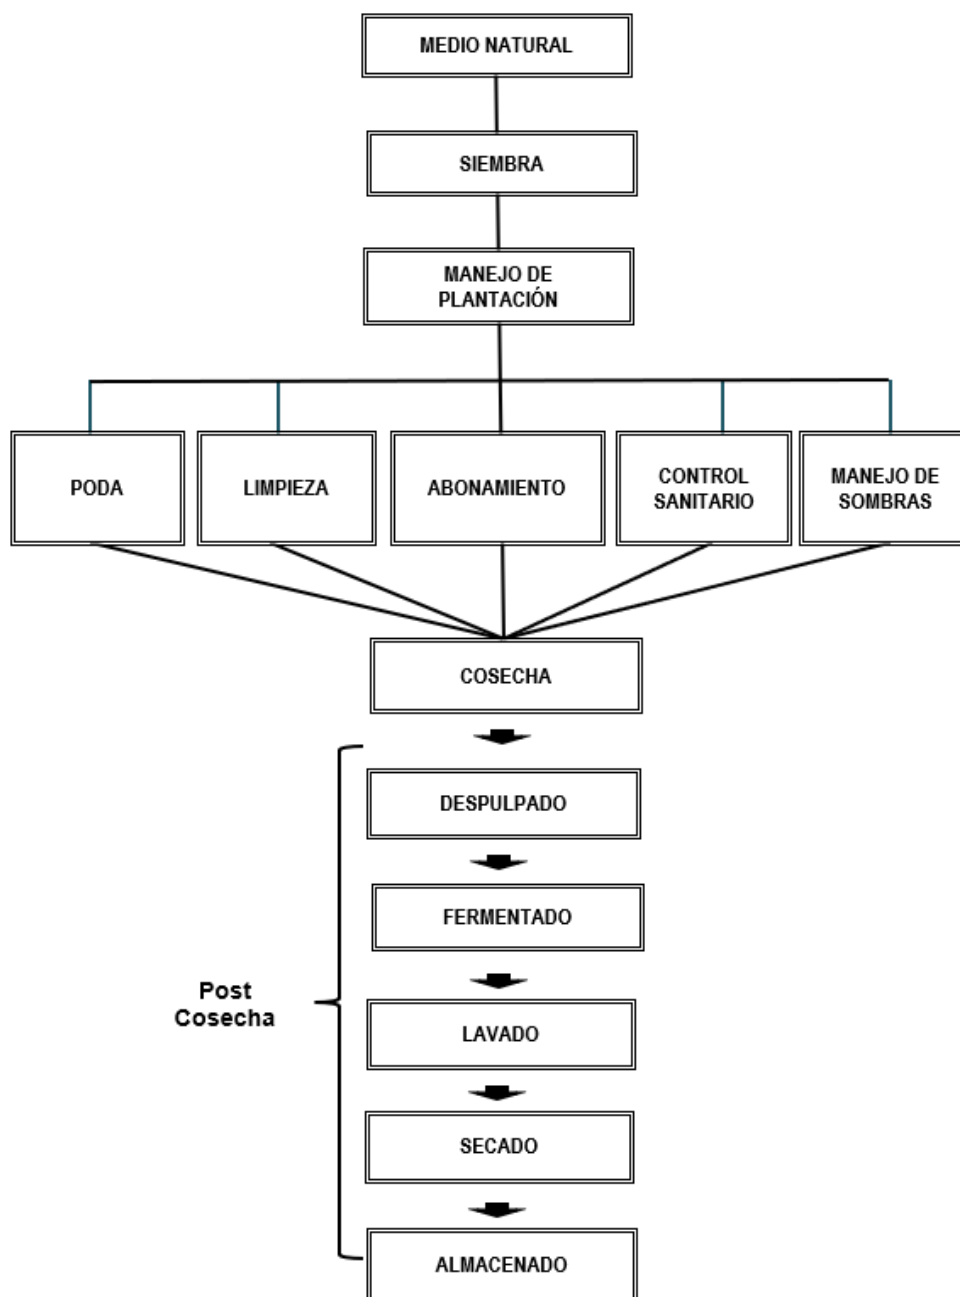 MEDIO NATURAL
SIEMBRA
MANEJO DE
PLANTACIÓN
PODA
LIMPIEZA
ABONAMIENTO
CONTROL
SANITARIO
MANEJO DE
SOMBRAS
COSECHA
DESPULPADO
FERMENTADO
Post
Cosecha
LAVADO
SECADO
ALMACENADO